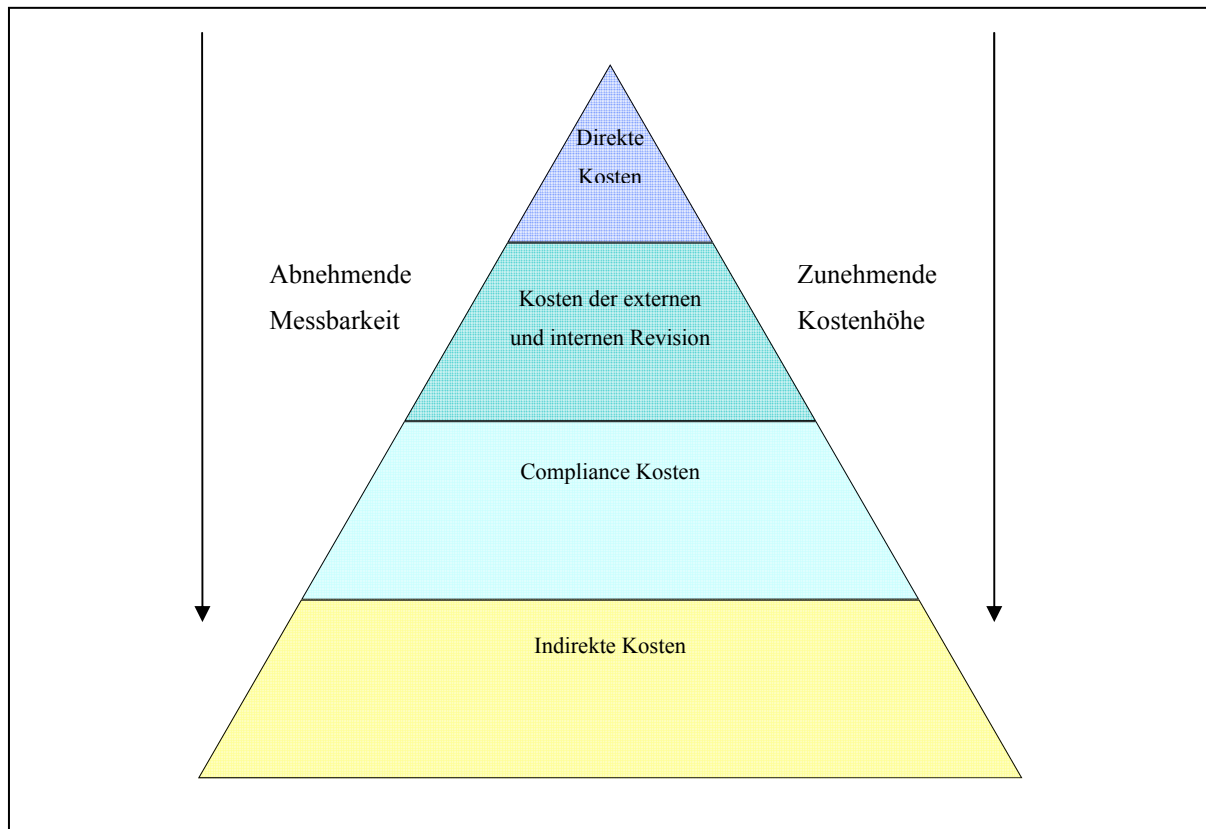 Direkte
Kosten
Abnehmende
Messbarkeit
Kosten der externen
und internen Revision
Zunehmende
Kostenhöhe
Compliance Kosten
Indirekte Kosten